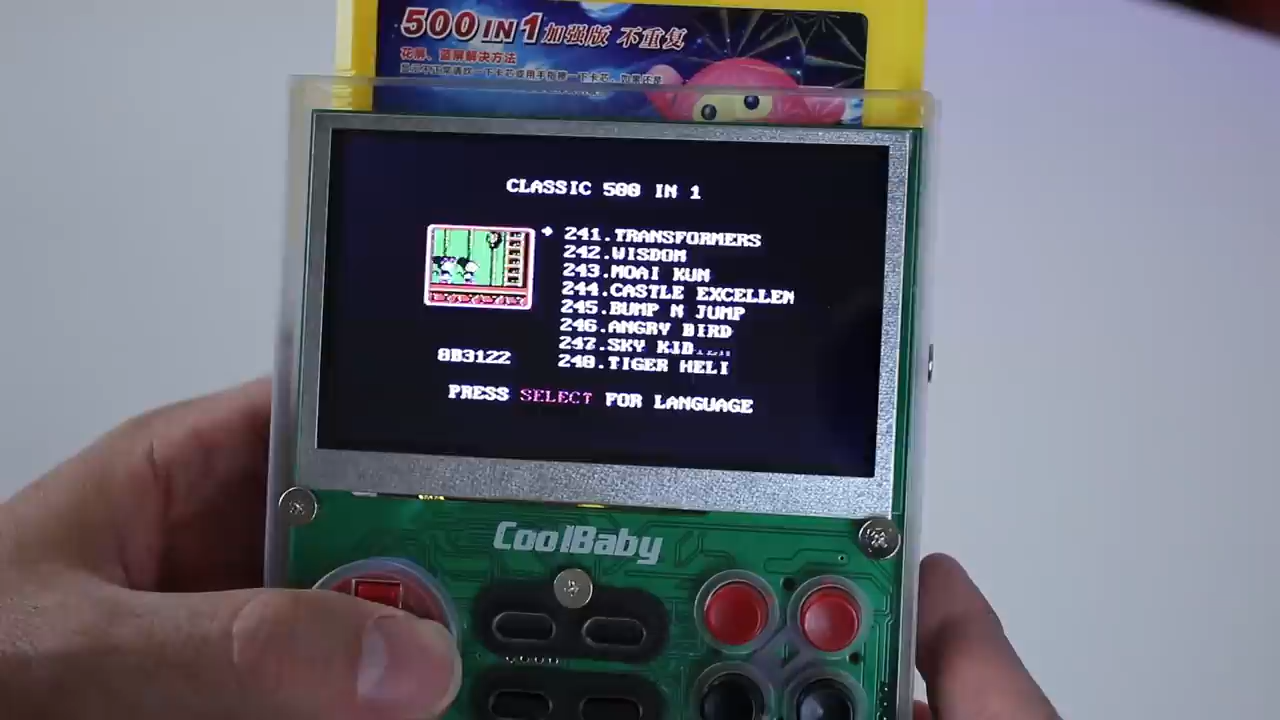 500 IN 1 加强版 不重复
花屏、蓝屏解决方法
CLASSIC 500 IN 1
241.TRANSFORMERS
242.WISDOM
243.MOAI KUN
244.CASTLE EXCELLEN
245.BUMP N JUMP
246.ANGRY BIRD
247.SKY KID
248.TIGER HELI
8B3122
PRESS SELECT FOR LANGUAGE
CoolBaby